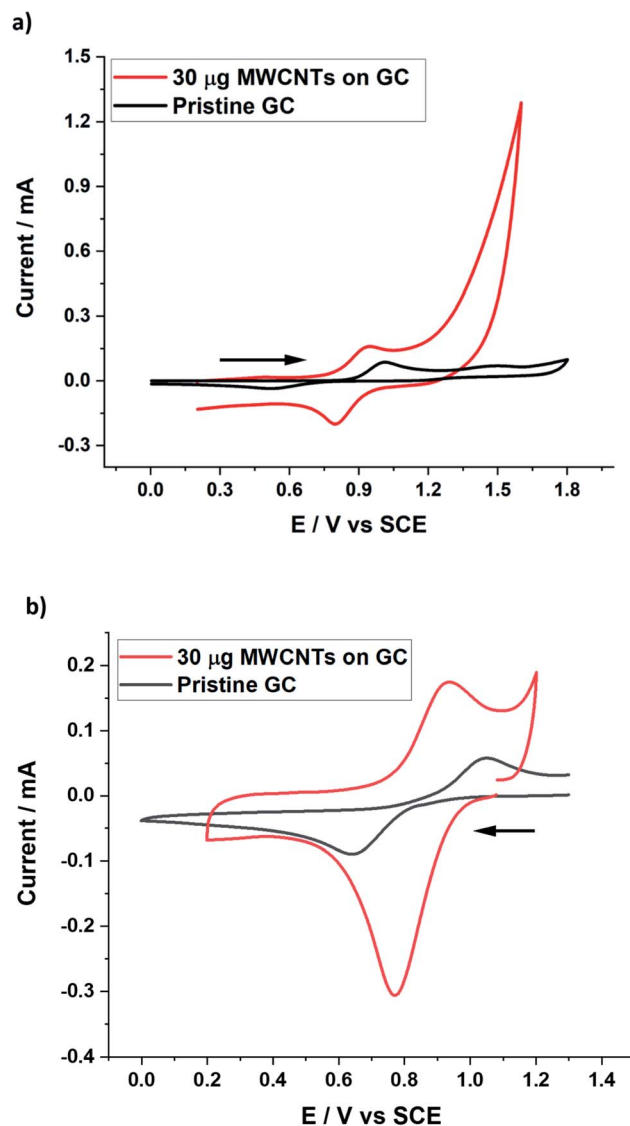 a)
30 μg MWCNTs on GC
Pristine GC
Current / mA
1.5
1.2
0.9
0.6
0.3
0.0
-0.3
0.0 0.3 0.6 0.9 1.2 1.5 1.8
E / V vs SCE
b)
30 μg MWCNTs on GC
Pristine GC
Current / mA
0.2
0.1
0.0
-0.1
-0.2
-0.3
-0.4
0.0 0.2 0.4 0.6 0.8 1.0 1.2 1.4
E / V vs SCE